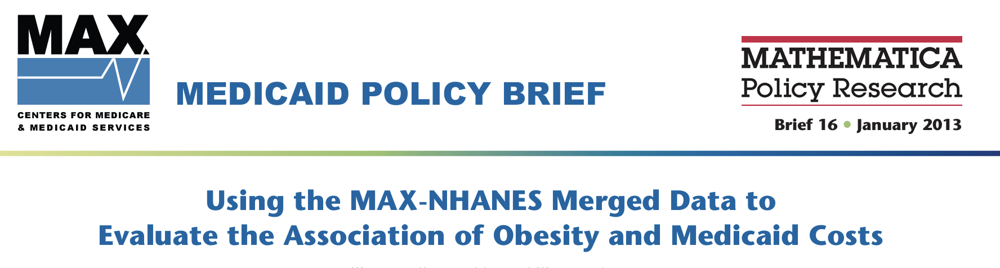 MAX
CENTERS FOR MEDICARE
& MEDICAID SERVICES
MEDICAID POLICY BRIEF
MATHEMATICA
Policy Research
Brief 16 • January 2013
Using the MAX-NHANES Merged Data to
Evaluate the Association of Obesity and Medicaid Costs